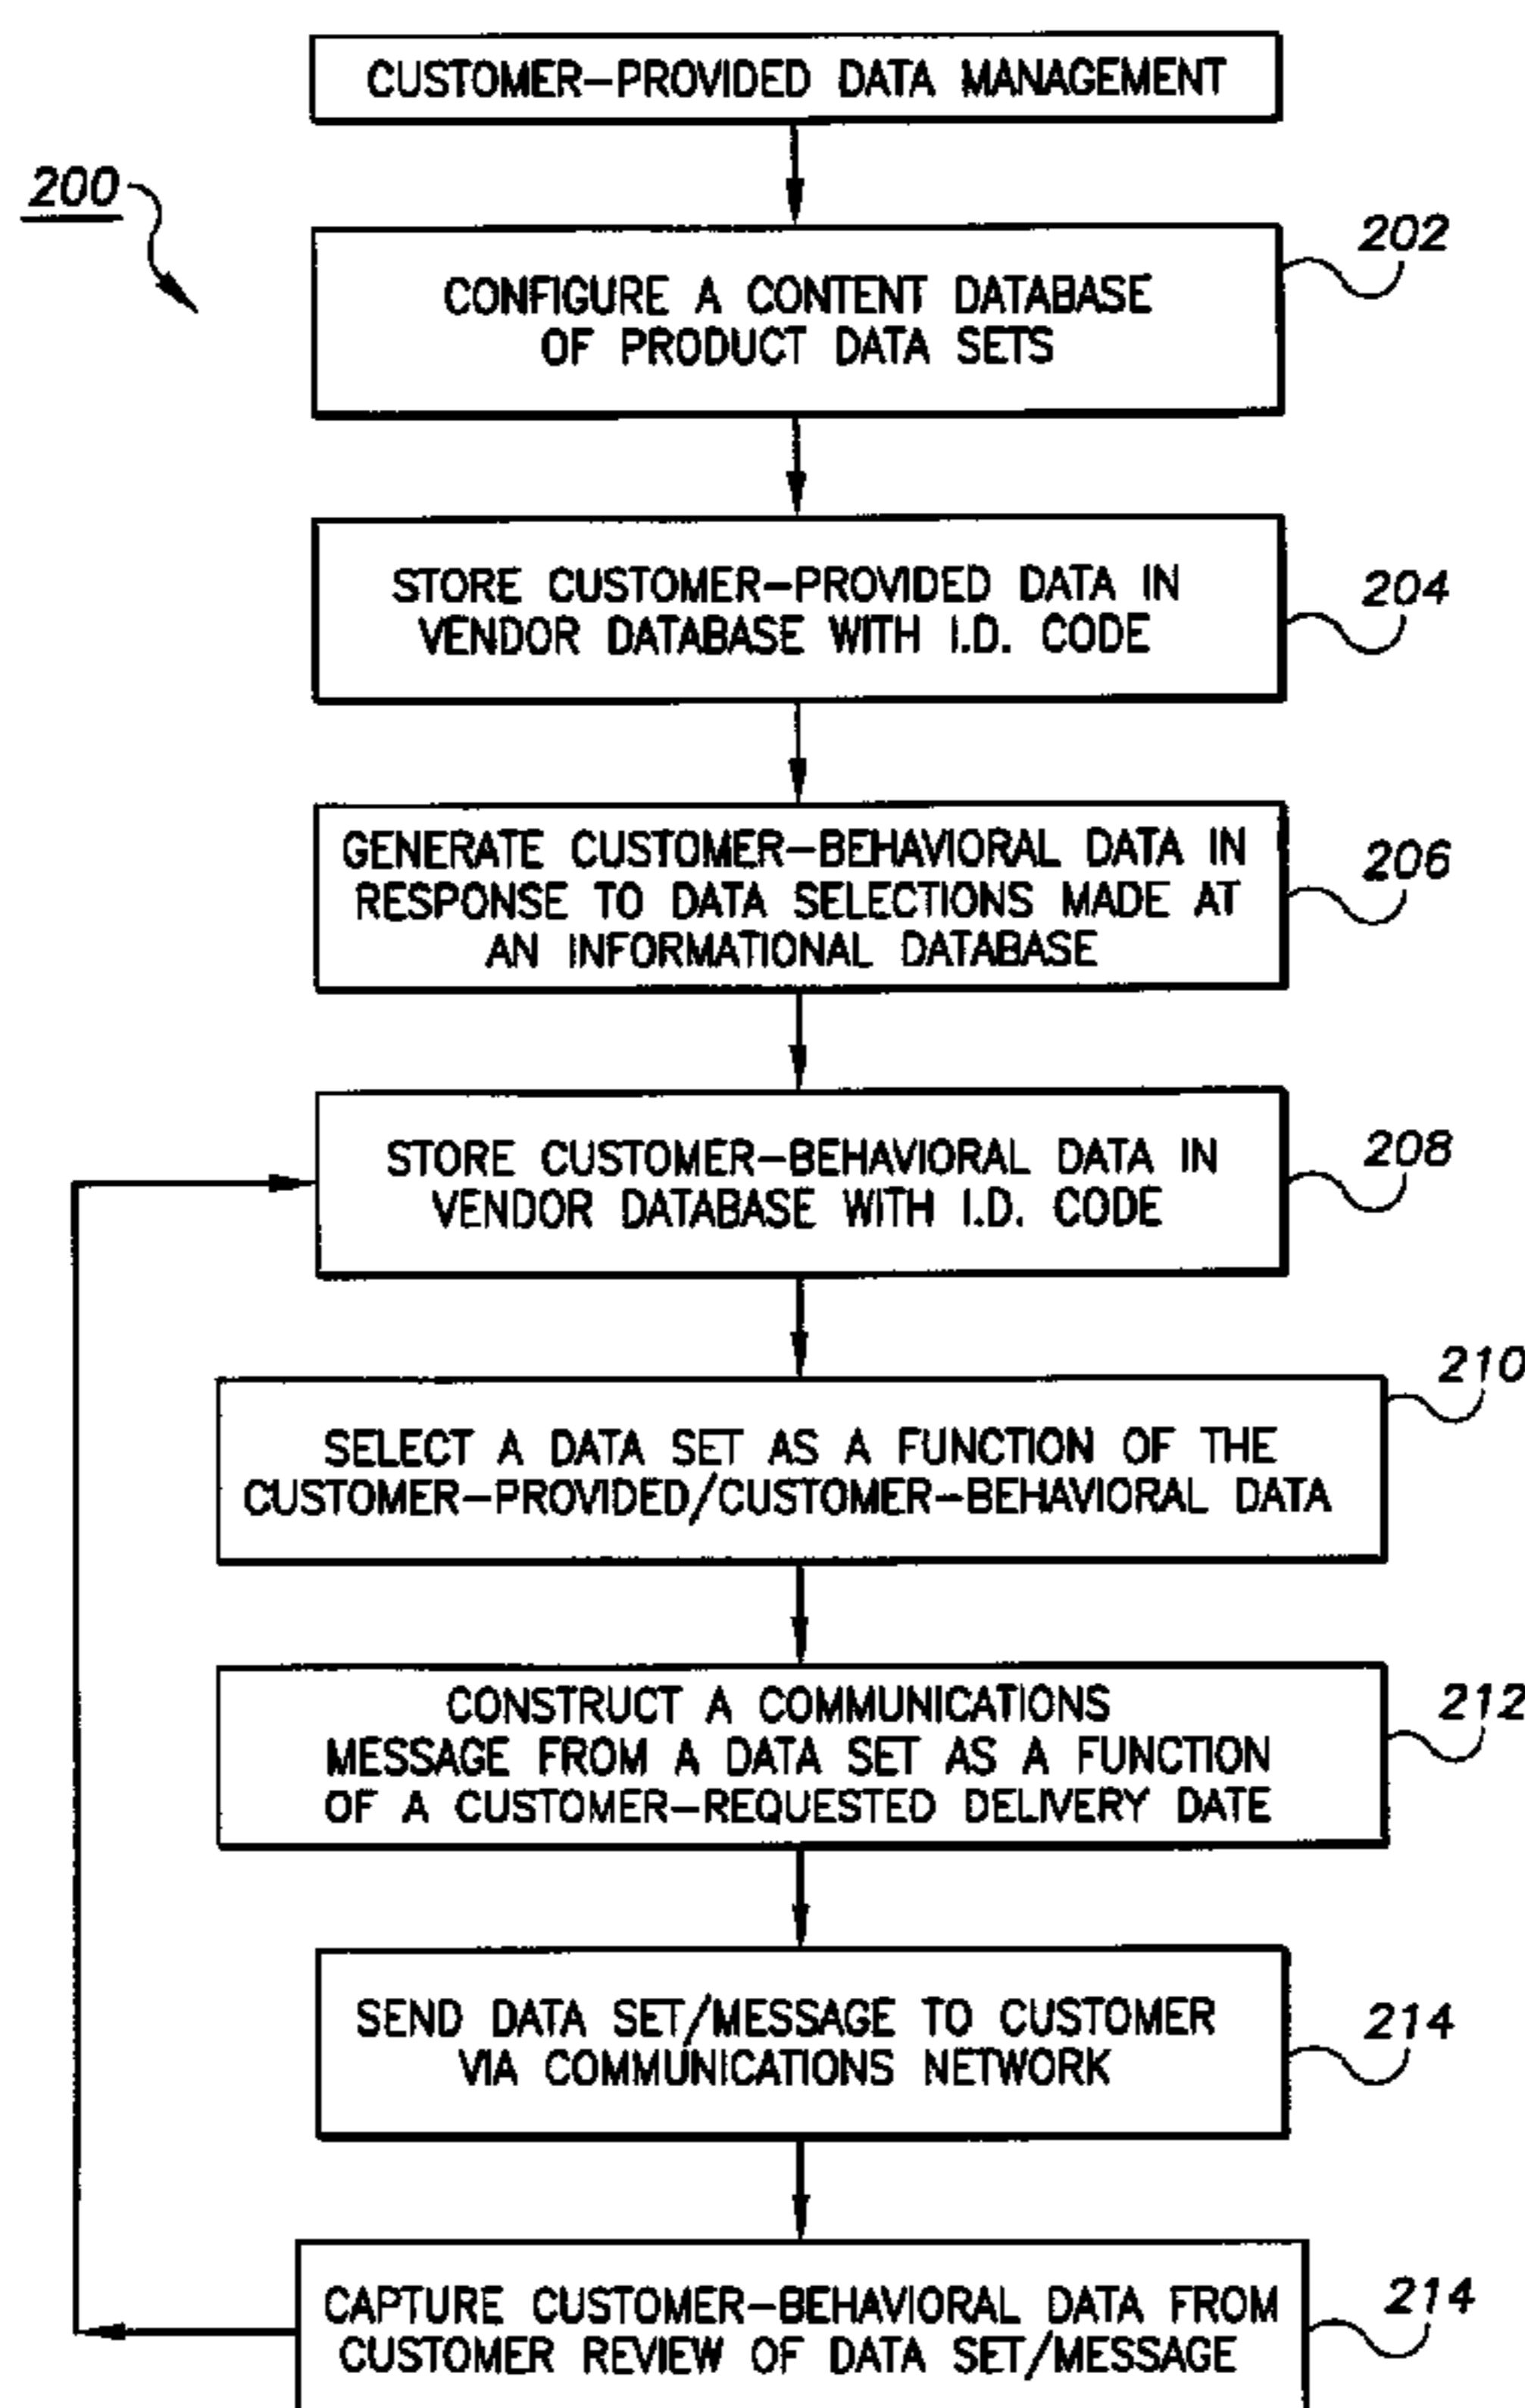 CUSTOMER-PROVIDED DATA MANAGEMENT
200
202
CONFIGURE A CONTENT DATABASE
OF PRODUCT DATA SETS
204
STORE CUSTOMER-PROVIDED DATA IN
VENDOR DATABASE WITH I.D. CODE
206
GENERATE CUSTOMER-BEHAVIORAL DATA IN
RESPONSE TO DATA SELECTIONS MADE AT
AN INFORMATIONAL DATABASE
208
STORE CUSTOMER-BEHAVIORAL DATA IN
VENDOR DATABASE WITH I.D. CODE
210
SELECT A DATA SET AS A FUNCTION OF THE
CUSTOMER-PROVIDED/CUSTOMER-BEHAVIORAL DATA
212
CONSTRUCT A COMMUNICATIONS
MESSAGE FROM A DATA SET AS A FUNCTION
OF A CUSTOMER-REQUESTED DELIVERY DATE
214
SEND DATA SET/MESSAGE TO CUSTOMER
VIA COMMUNICATIONS NETWORK
214
CAPTURE CUSTOMER-BEHAVIORAL DATA FROM
CUSTOMER REVIEW OF DATA SET/MESSAGE